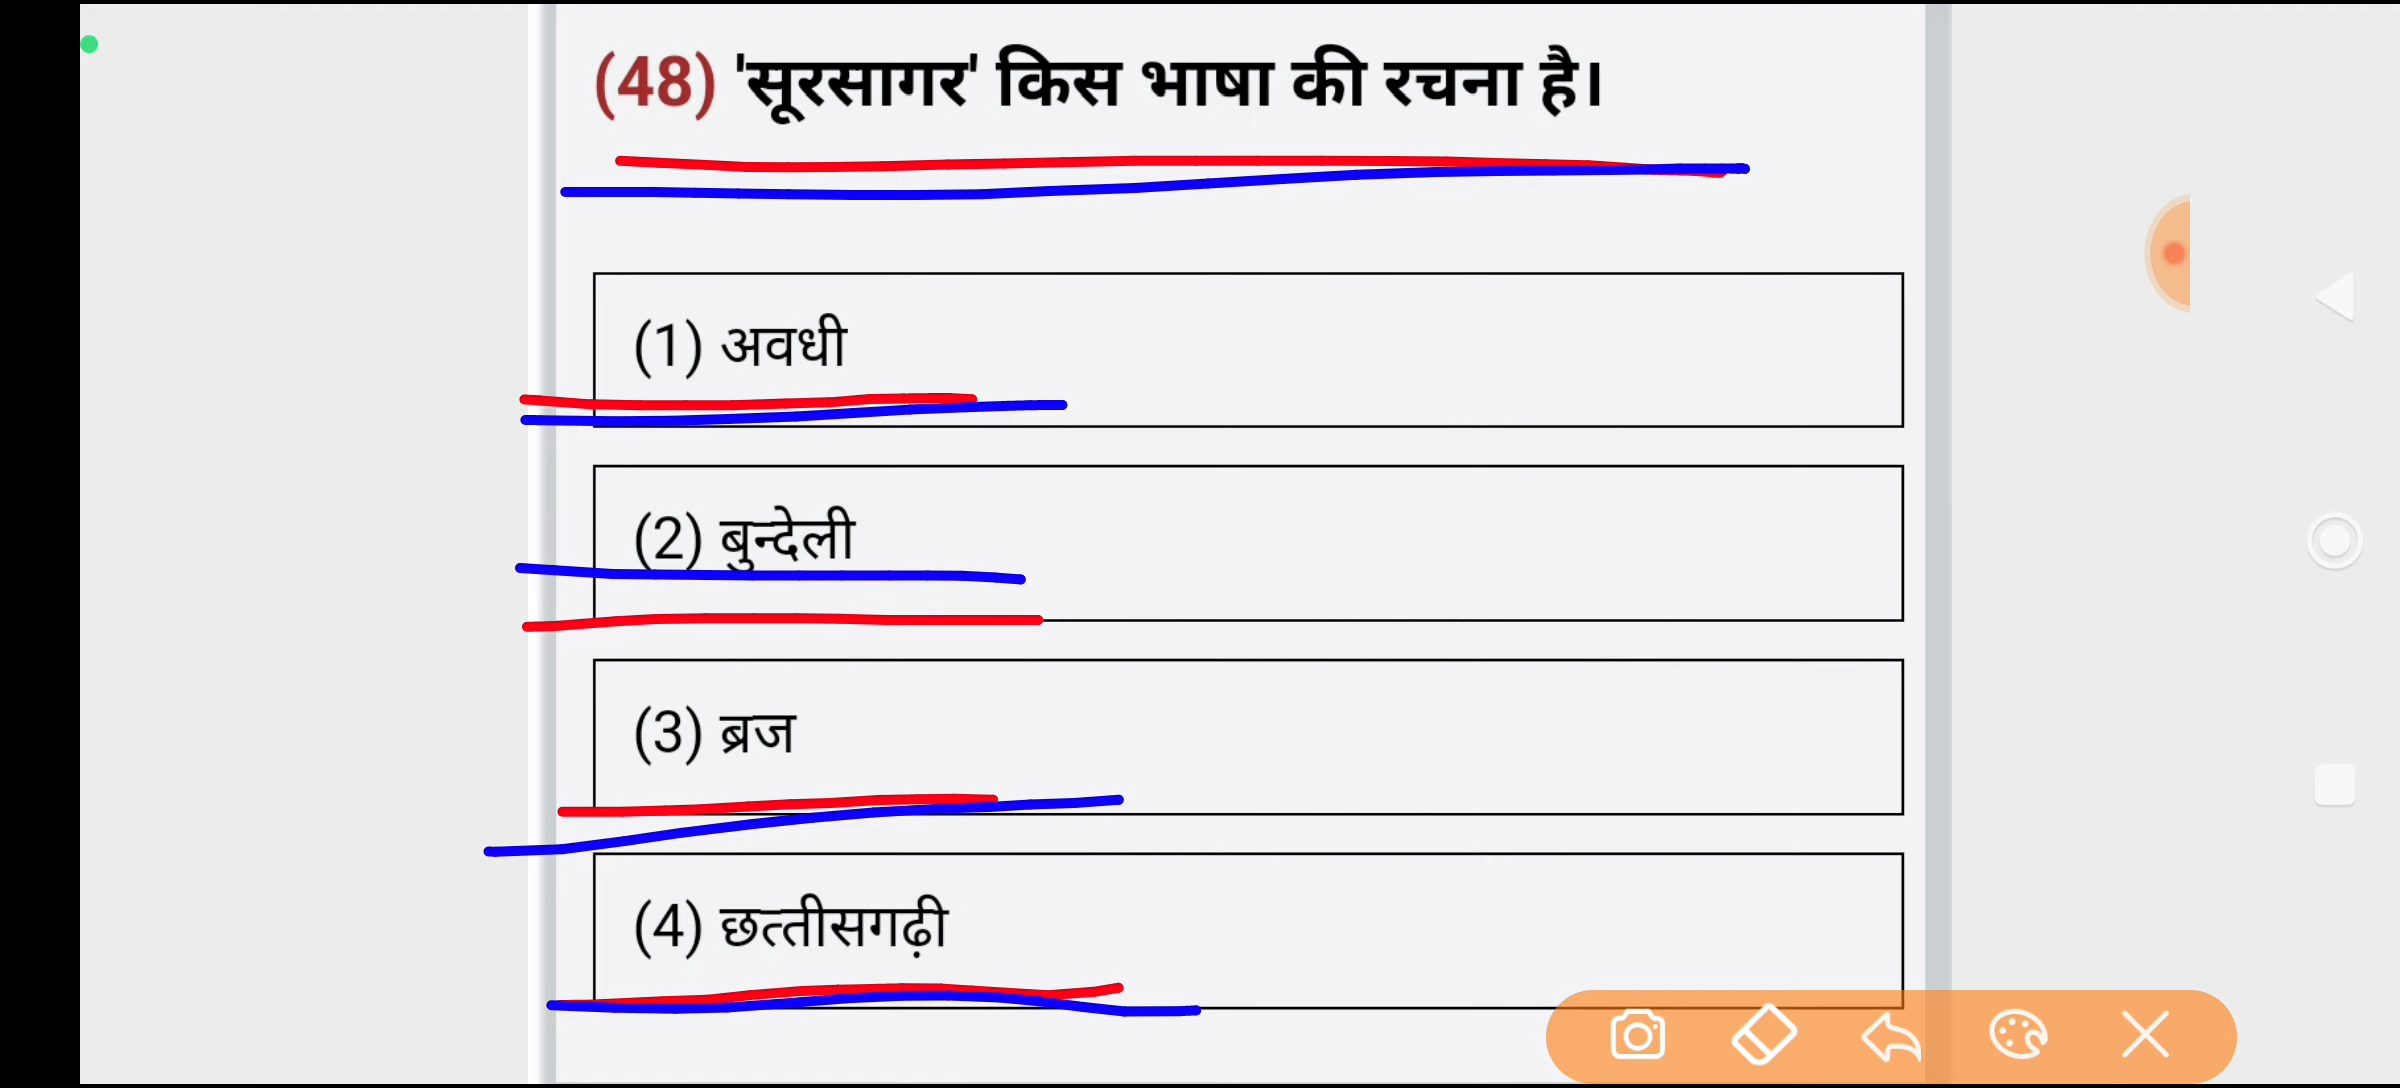 (48) 'सूरसागर' किस भाषा की रचना है।
(1) अवधी
(2) बुन्देली
(3) ब्रज
(4) छत्तीसगढ़ी